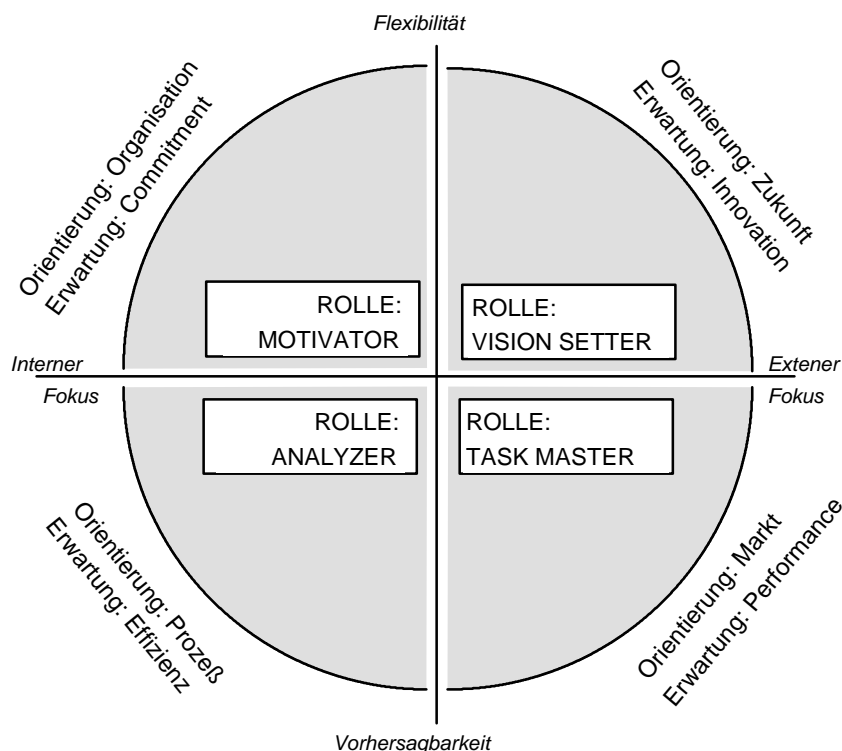 Flexibilität
Orientierung: Organisation
Erwartung: Commitment
Orientierung: Zukunft
Erwartung: Innovation
ROLLE:
MOTIVATOR
ROLLE:
VISION SETTER
Interner
Fokus
Extener
Fokus
ROLLE:
ANALYZER
ROLLE:
TASK MASTER
Orientierung: Prozeß
Erwartung: Effizienz
Orientierung: Markt
Erwartung: Performance
Vorhersagbarkeit